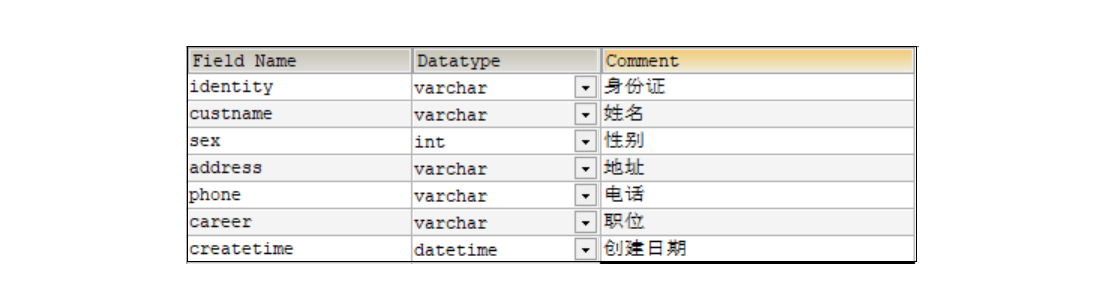 Field Name Datatype Comment
identity varchar 身份证
custname varchar 姓名
sex int 性别
address varchar 地址
phone varchar 电话
career varchar 职位
createtime datetime 创建日期